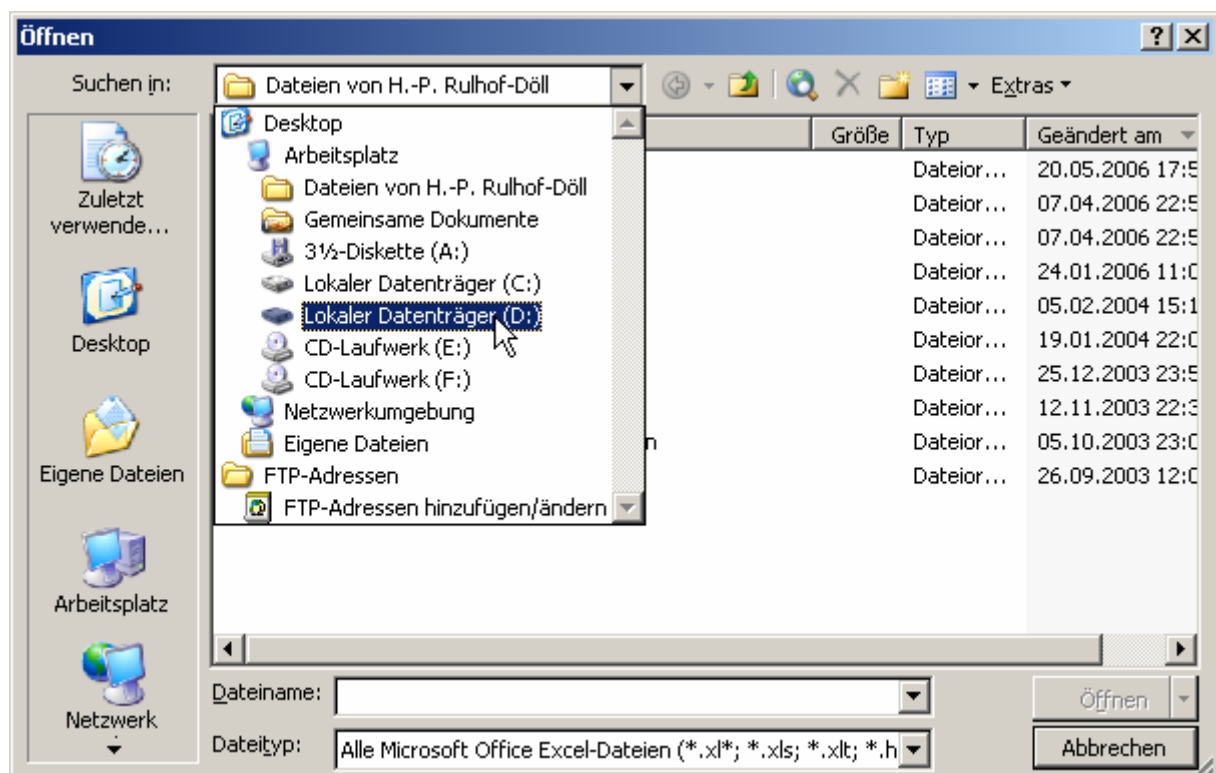 Öffnen
Suchen in: Dateien von H.-P. Rulhof-Döll Extras
Zuletzt
verwende...
Desktop
Eigene Dateien
Arbeitsplatz
Netzwerk
Desktop
Arbeitsplatz
Dateien von H.-P. Rulhof-Döll
Gemeinsame Dokumente
3½-Diskette (A:)
Lokaler Datenträger (C:)
Lokaler Datenträger (D:)
CD-Laufwerk (E:)
CD-Laufwerk (F:)
Netzwerkumgebung
Eigene Dateien
FTP-Adressen
FTP-Adressen hinzufügen/ändern
Größe Typ Geändert am
Dateior... 20.05.2006 17:5
Dateior... 07.04.2006 22:5
Dateior... 07.04.2006 22:5
Dateior... 24.01.2006 11:0
Dateior... 05.02.2004 15:1
Dateior... 19.01.2004 22:0
Dateior... 25.12.2003 23:5
Dateior... 12.11.2003 22:3
n Dateior... 05.10.2003 23:0
Dateior... 26.09.2003 12:0
Dateiname: Öffnen
Dateityp: Alle Microsoft Office Excel-Dateien (*.xl*; *.xls; *.xlt; *.h Abbrechen